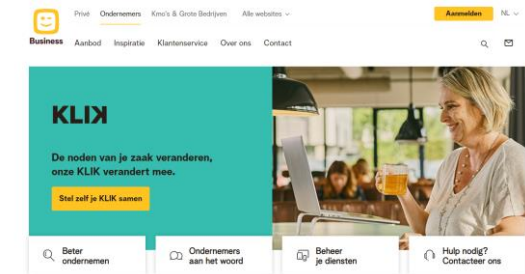 Privé Ondernemers Kmo's & Grote Bedrijven Alle websites Aanmelden NL
Business Aanbod Inspiratie Klantenservice Over ons Contact
KLIK
De noden van je zaak veranderen,
onze KLIK verandert mee.
Stel zelf je KLIK samen
Beter
ondernemen
Ondernemers
aan het woord
Beheer
je diensten
Hulp nodig?
Contacteer ons